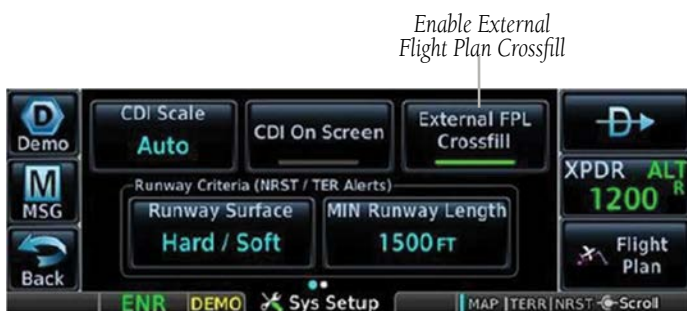 Enable External
Flight Plan Crossfill
D
Demo
CDI Scale
Auto
CDI On Screen
External FPL
Crossfill
D
XPDR ALT
1200 R
M
MSG
Runway Criteria (NRST / TER Alerts)
Runway Surface
Hard / Soft
MIN Runway Length
1500 FT
Back
Flight
Plan
ENR DEMO Sys Setup MAP TERR NRST Scroll